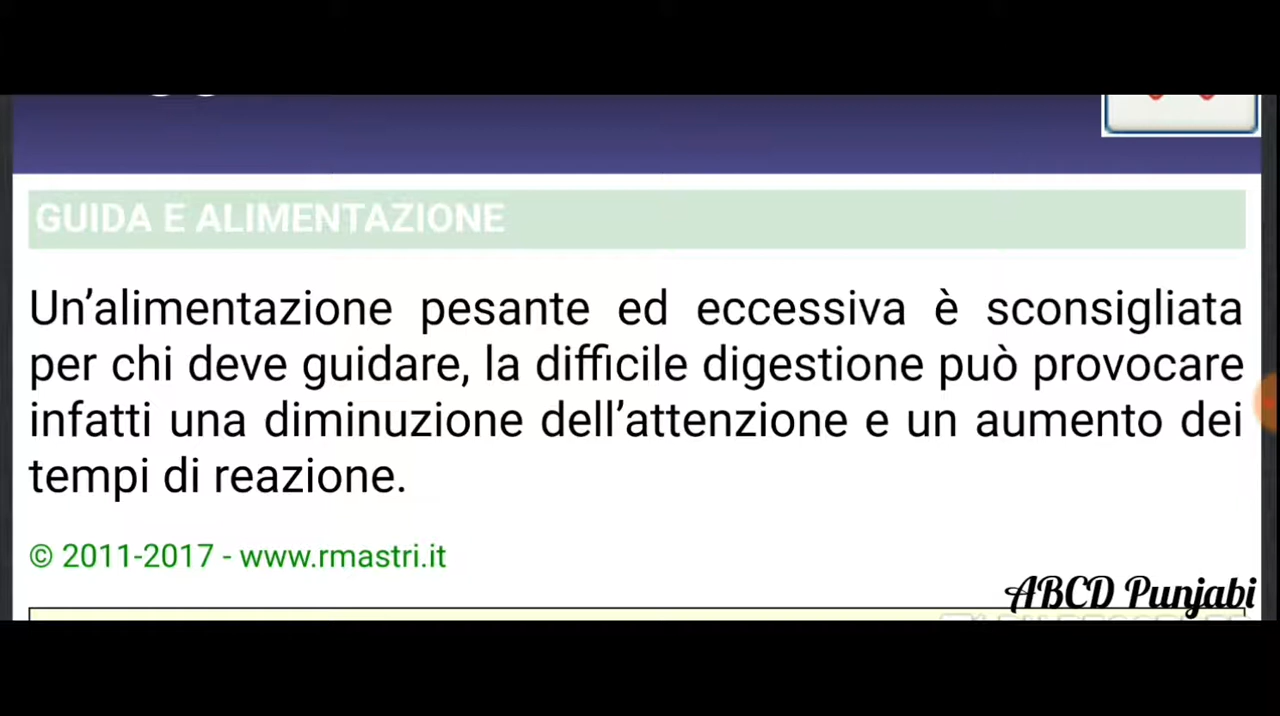 GUIDA E ALIMENTAZIONE
Un’alimentazione pesante ed eccessiva è sconsigliata
per chi deve guidare, la difficile digestione può provocare
infatti una diminuzione dell’attenzione e un aumento dei
tempi di reazione.
© 2011-2017 - www.rmastri.it
ABCD Punjabi